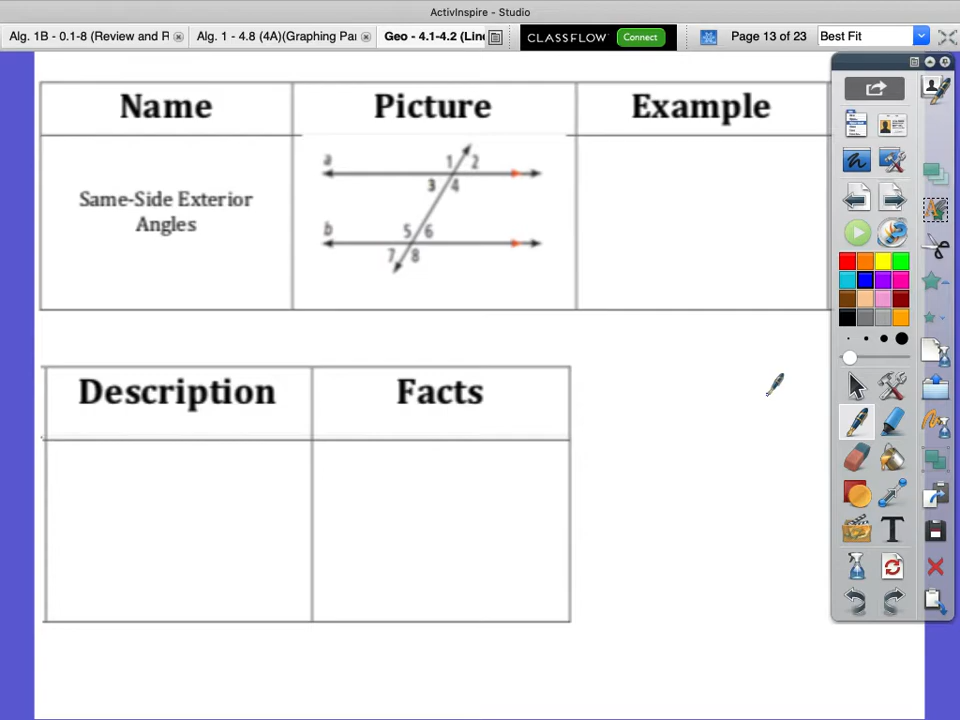 ActivInspire - Studio
Alg. 1B - 0.1-8 (Review and R
Alg. 1 - 4.8 (4A)(Graphing Pa
Geo - 4.1-4.2 (Line
CLASSFLOW Connect
Page 13 of 23
Best Fit
Name Picture Example
Same-Side Exterior
Angles
a 1 2
3 4
b 5 6
7 8
Description Facts
T